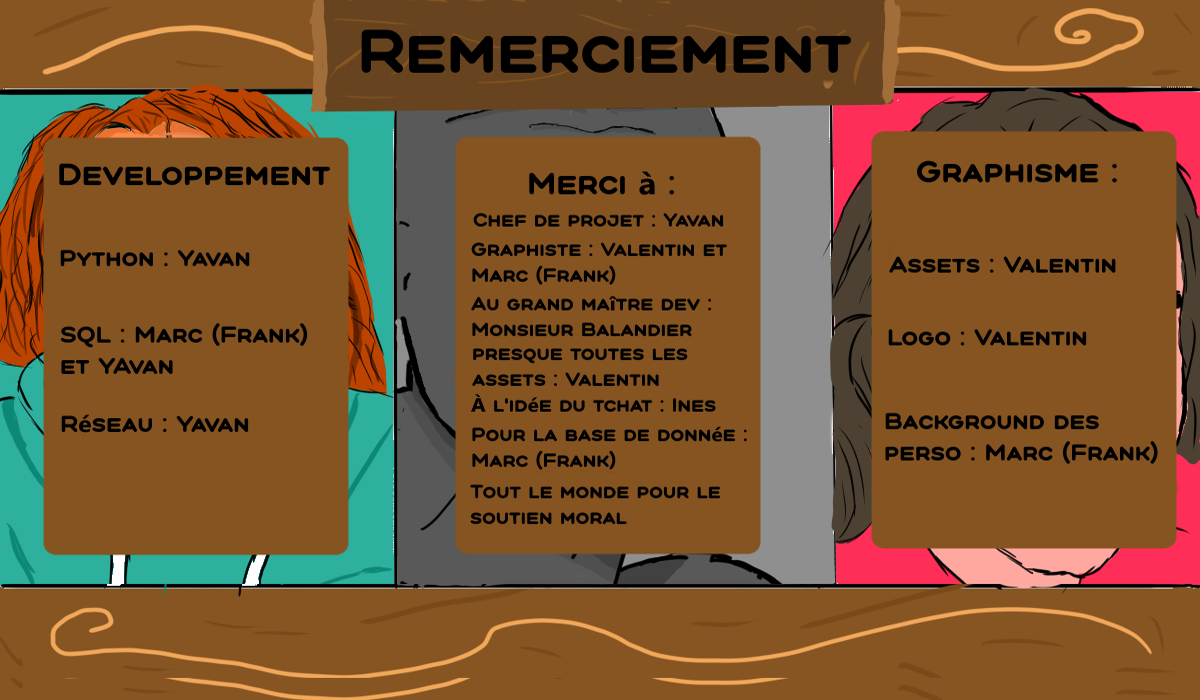 Remerciement
Developpement
Python : Yavan
SQL : Marc (Frank)
et YAvan
Réseau : Yavan
Merci à :
Chef de projet : Yavan
Graphiste : Valentin et
Marc (Frank)
Au grand maître dev :
Monsieur Balandier
presque toutes les
assets : Valentin
À l'idée du tchat : Ines
Pour la base de donnée :
Marc (Frank)
Tout le monde pour le
soutien moral
Graphisme :
Assets : Valentin
Logo : Valentin
Background des
perso : Marc (Frank)